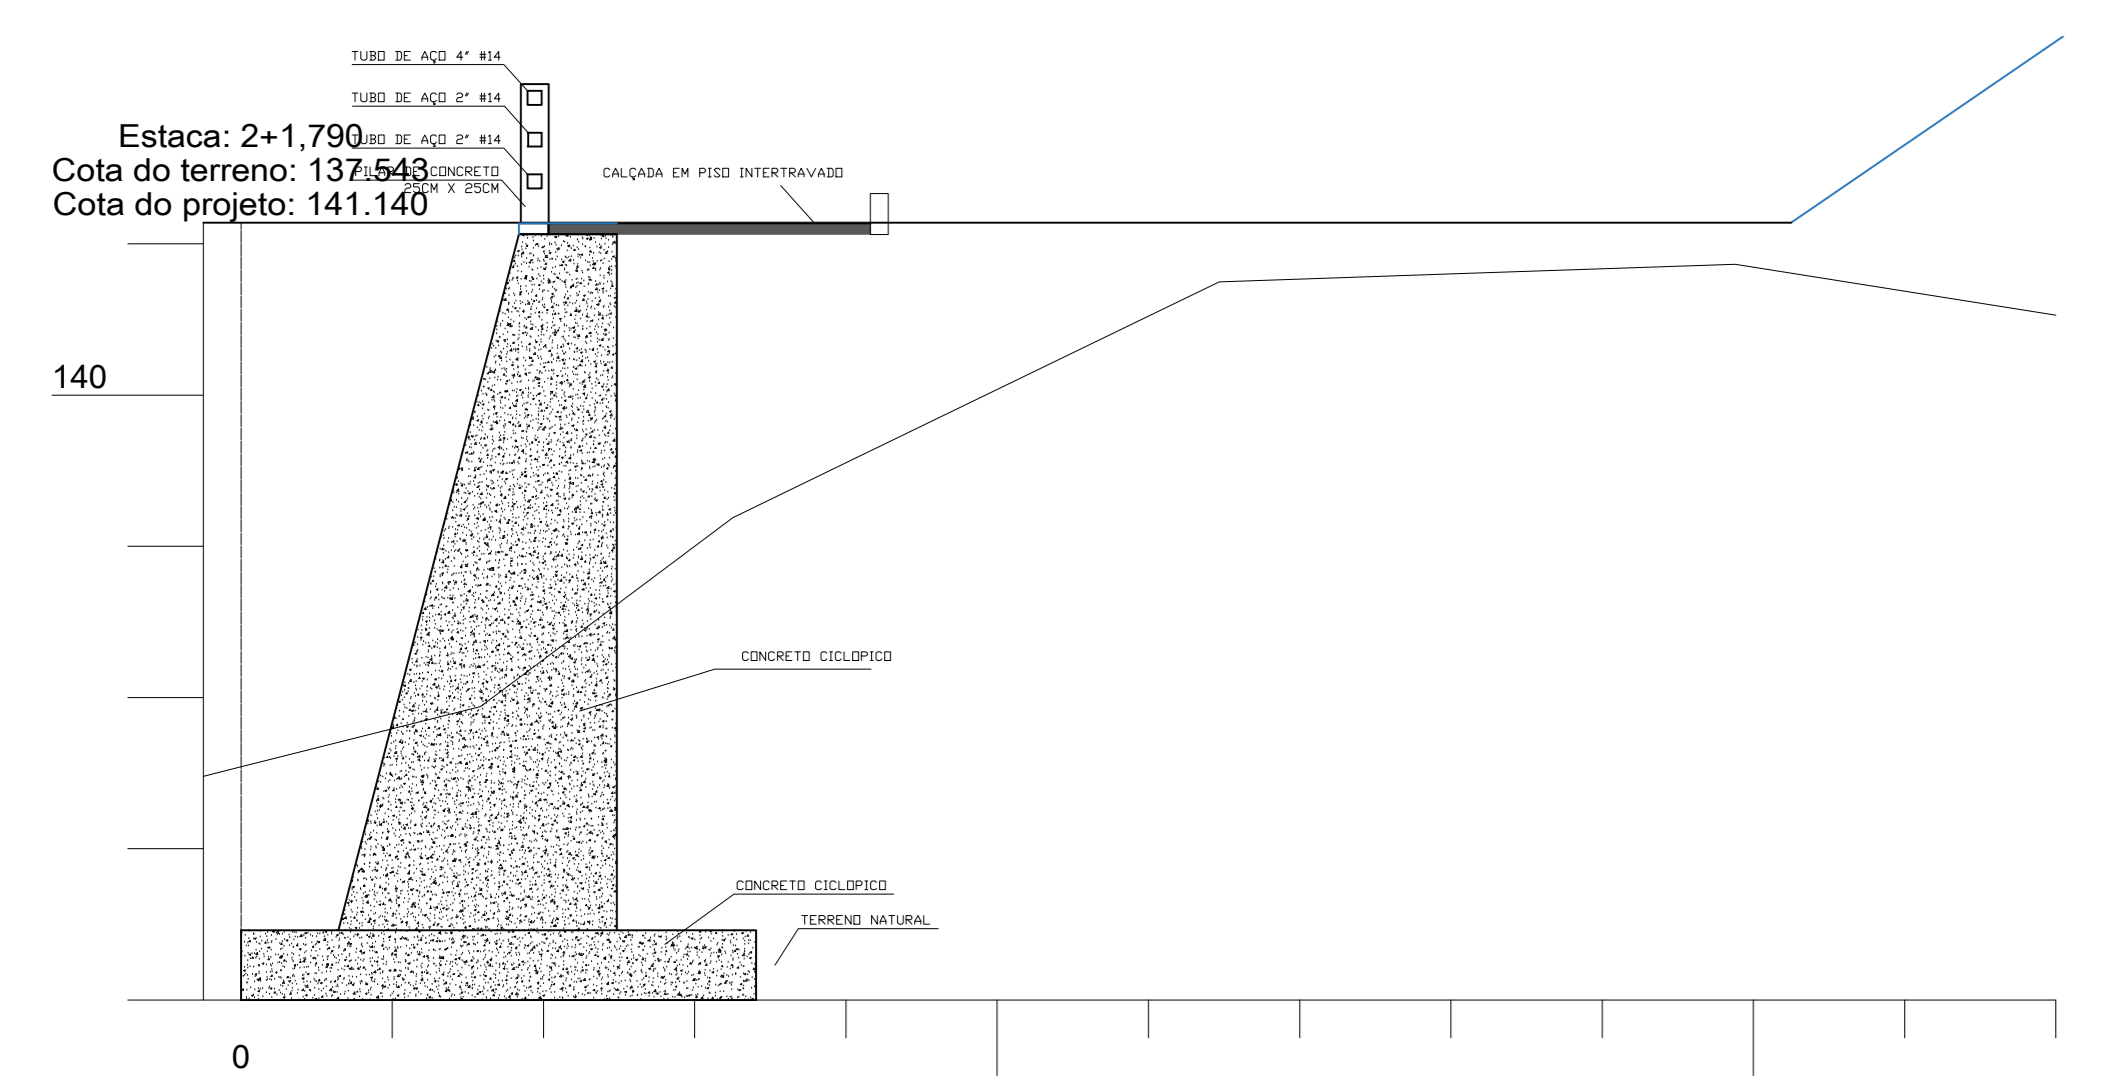 TUBO DE AÇO 4" #14
TUBO DE AÇO 2" #14
Estaca: 2+1,790
TUBO DE AÇO 2" #14
Cota do terreno: 137.543
PILAR DE CONCRETO
25CM X 25CM
Cota do projeto: 141.140
CALÇADA EM PISO INTERTRAVADO
140
CONCRETO CICLOPICO
CONCRETO CICLOPICO
TERRENO NATURAL
0